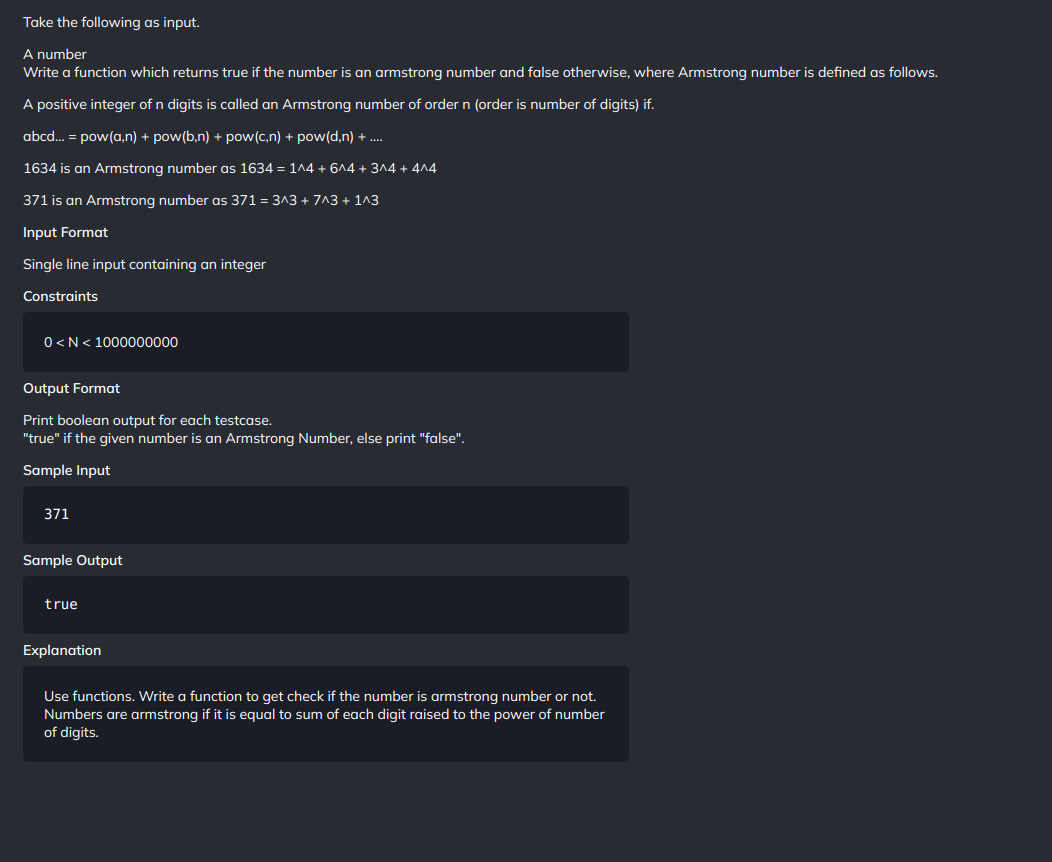 Take the following as input.
A number
Write a function which returns true if the number is an armstrong number and false otherwise, where Armstrong number is defined as follows.
A positive integer of n digits is called an Armstrong number of order n (order is number of digits) if.
abcd... = pow(a,n) + pow(b,n) + pow(c,n) + pow(d,n) + ....
1634 is an Armstrong number as 1634 = 1^4 + 6^4 + 3^4 + 4^4
371 is an Armstrong number as 371 = 3^3 + 7^3 + 1^3
Input Format
Single line input containing an integer
Constraints
0 < N < 1000000000
Output Format
Print boolean output for each testcase.
"true" if the given number is an Armstrong Number, else print "false".
Sample Input
371
Sample Output
true
Explanation
Use functions. Write a function to get check if the number is armstrong number or not.
Numbers are armstrong if it is equal to sum of each digit raised to the power of number
of digits.